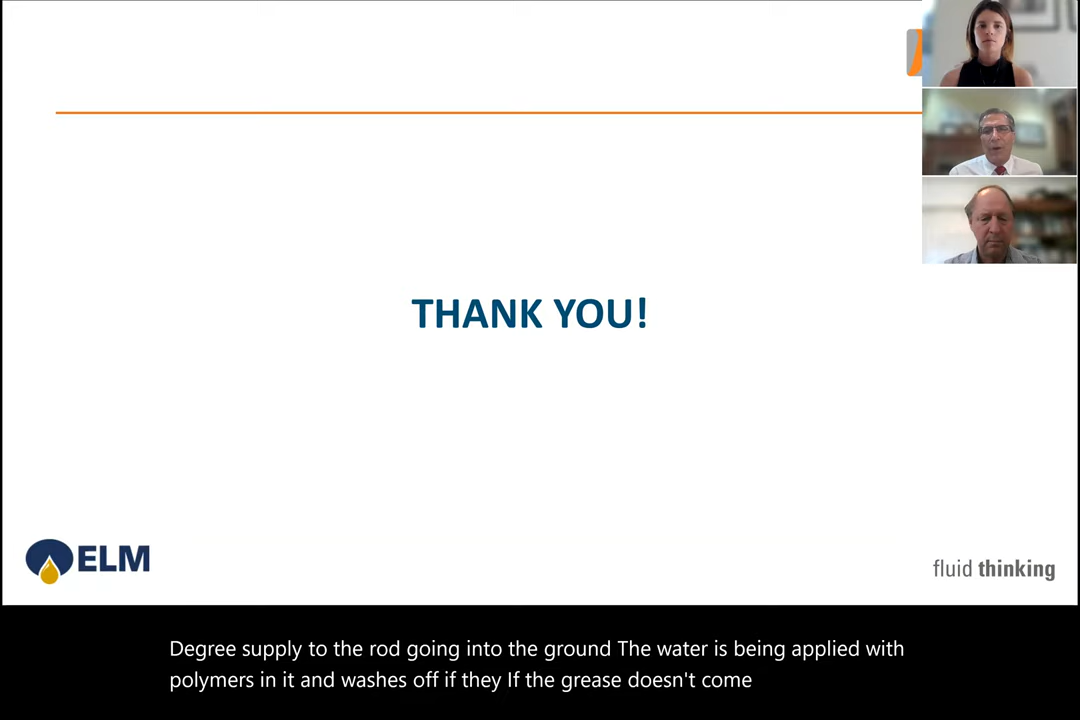 THANK YOU!
ELM
fluid thinking
Degree supply to the rod going into the ground The water is being applied with
polymers in it and washes off if they If the grease doesn't come